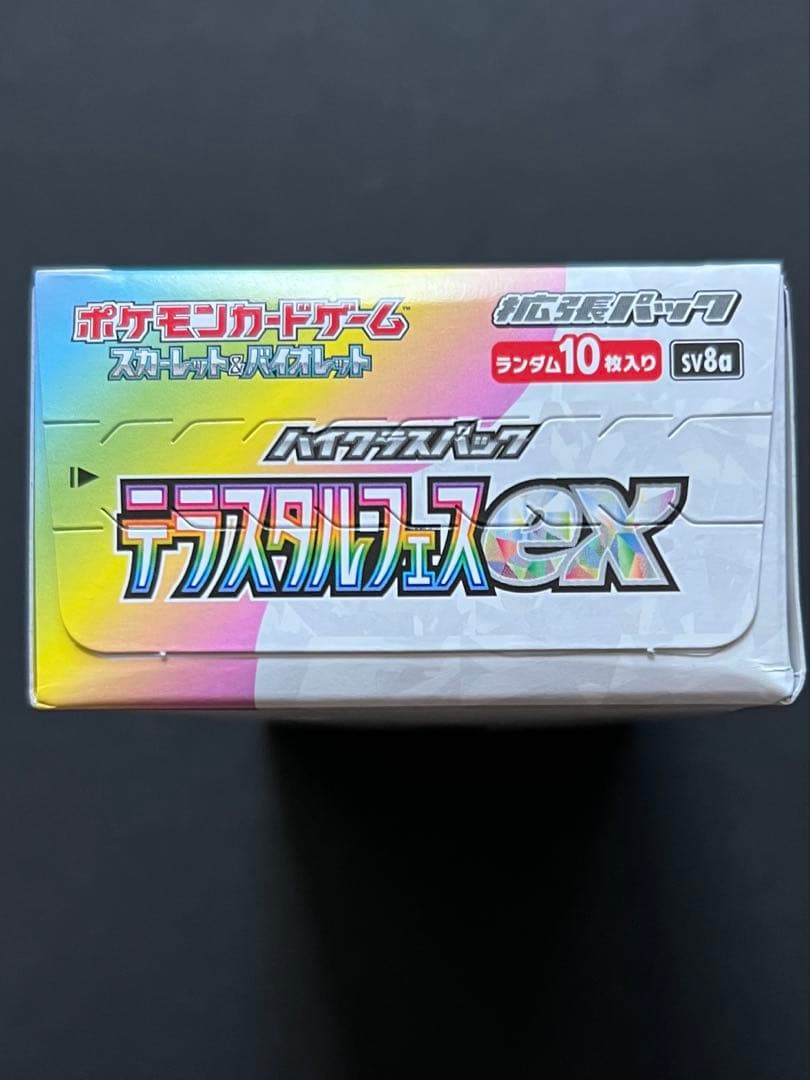 ポケモンカードゲーム™
スカーレット&バイオレット
拡張パック
ランダム10枚入り sv8a
ハイクラスパック
テラスタルフェスex